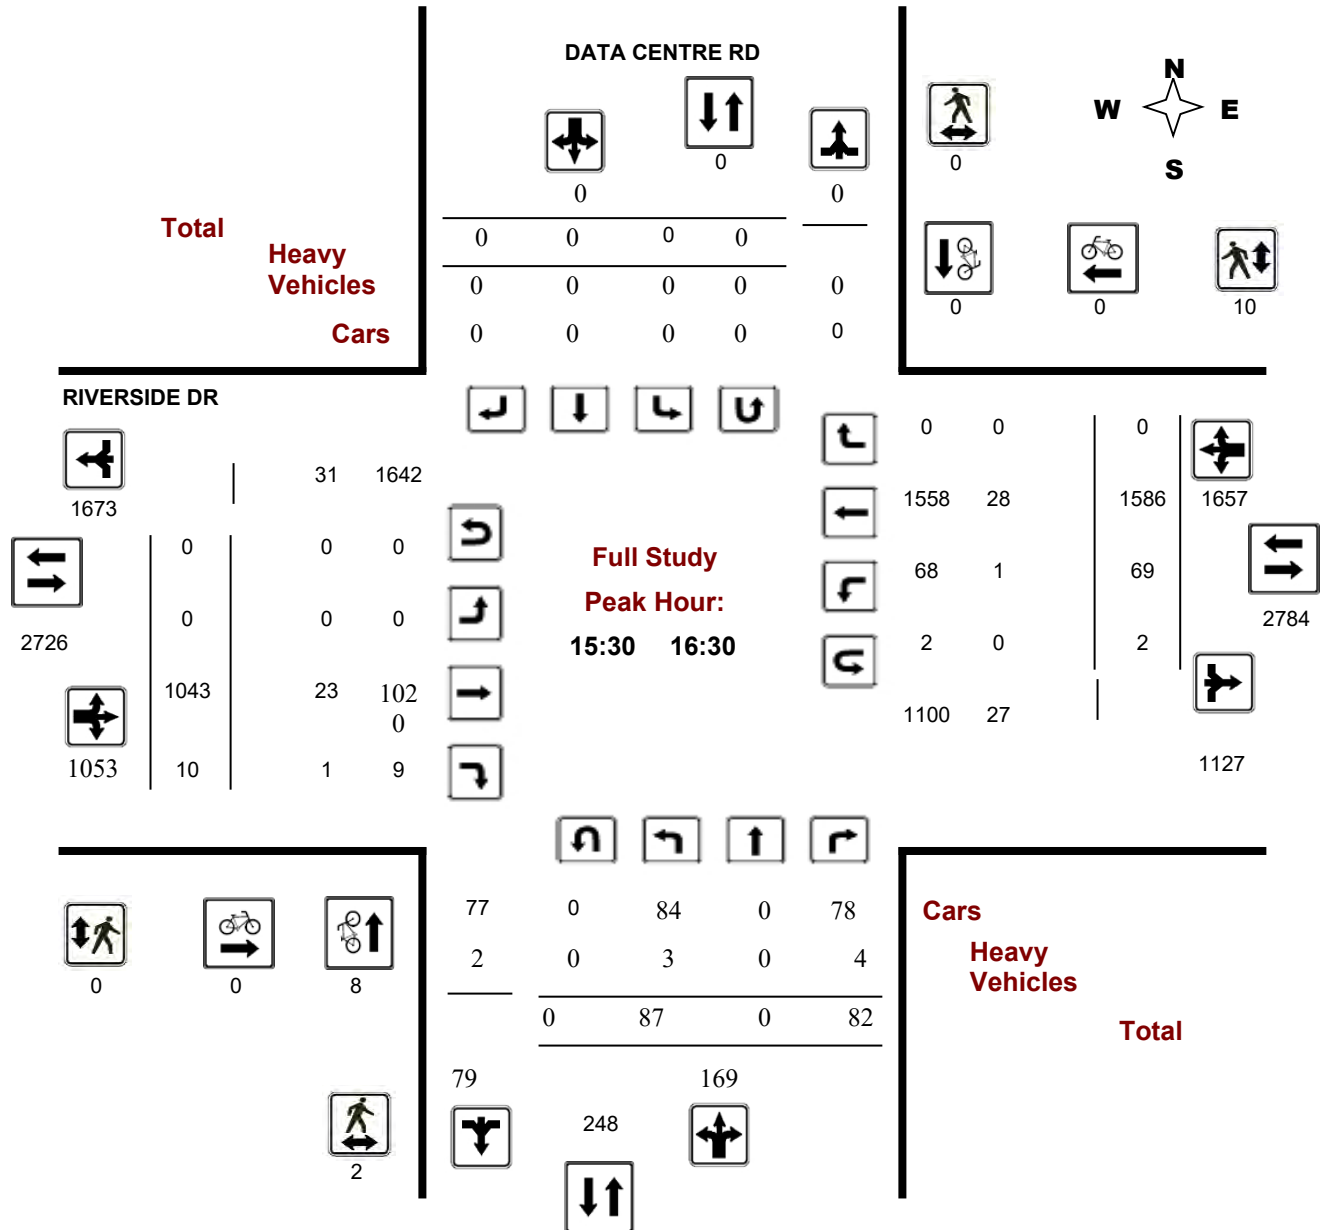 DATA CENTRE RD
N
W E
S
0
0
0
0 0
Total
0 0 0 0
Heavy
Vehicles
0 0 0 0 0
0 0 10
Cars
0 0 0 0 0
RIVERSIDE DR
0 0 0
31 1642
1673
1558 28 1586 1657
0 0 0
Full Study
68 1 69
Peak Hour:
0 0 0
2784
2726
15:30 16:30
2 0 2
1043 23 102
0
1100 27
1053 10 1 9
1127
77 0 84 0 78
Cars
2 0 3 0 4
Heavy
Vehicles
0 0 8
0 87 0 82
Total
79 169
248
2